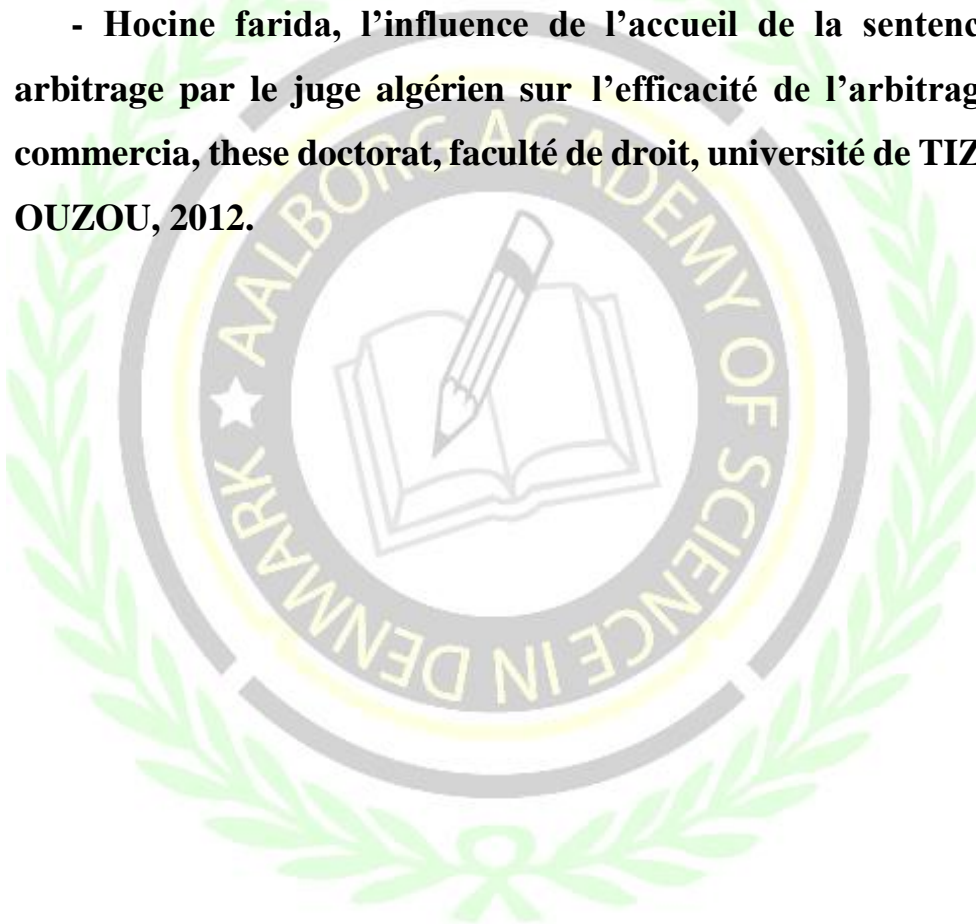 - Hocine farida, l’influence de l’accueil de la sentenc
arbitrage par le juge algérien sur l’efficacité de l’arbitrag
commercia, these doctorat, faculté de droit, université de TIZ
OUZOU, 2012.
AALBORG ACADEMY OF SCIENCE IN DENMARK